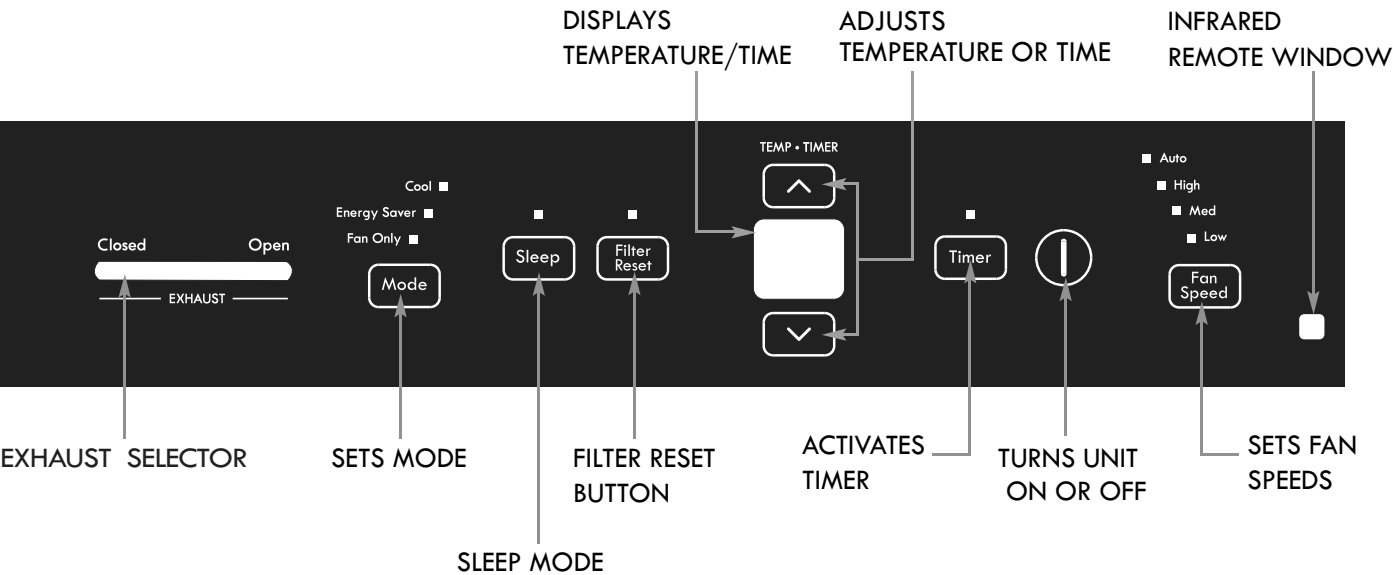 DISPLAYS
TEMPERATURE/TIME
ADJUSTS
TEMPERATURE OR TIME
INFRARED
REMOTE WINDOW
TEMP • TIMER
Cool
Energy Saver
Fan Only
Mode
Closed
Open
EXHAUST
Sleep
Filter
Reset
Timer
Auto
High
Med
Low
Fan
Speed
EXHAUST SELECTOR
SETS MODE
SLEEP MODE
FILTER RESET
BUTTON
ACTIVATES
TIMER
TURNS UNIT
ON OR OFF
SETS FAN
SPEEDS